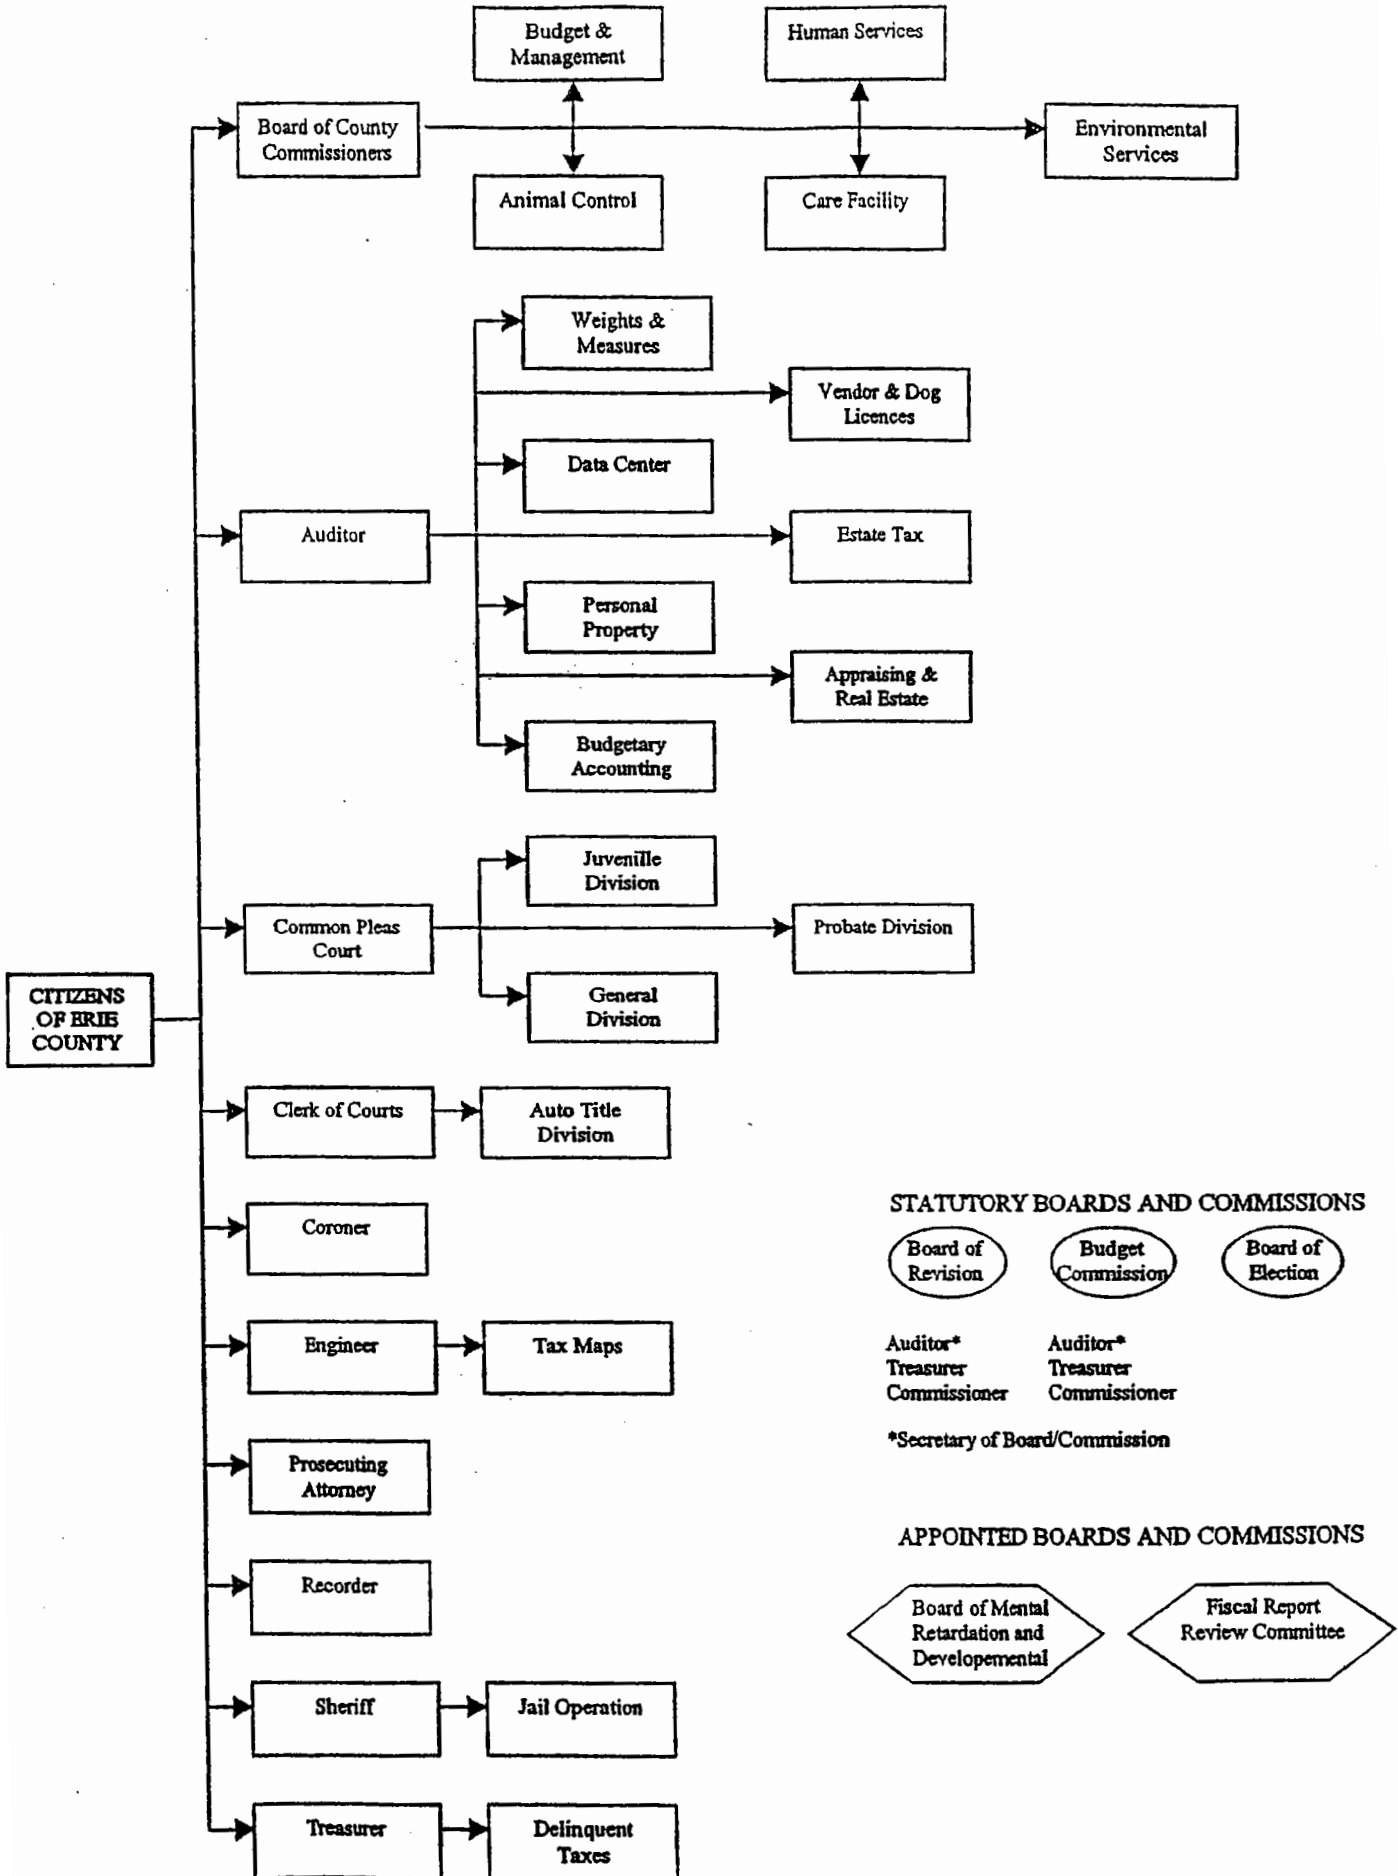 Budget &
Management
Human Services
Board of County
Commissioners
Environmental
Services
Animal Control
Care Facility
Weights &
Measures
Vendor & Dog
Licences
Data Center
Auditor
Estate Tax
Personal
Property
Appraising &
Real Estate
Budgetary
Accounting
Juvenille
Division
Common Pleas
Court
Probate Division
General
Division
CITIZENS
OF ERIE
COUNTY
Clerk of Courts
Auto Title
Division
Coroner
Engineer
Tax Maps
Prosecuting
Attorney
Recorder
Sheriff
Jail Operation
Treasurer
Delinquent
Taxes
STATUTORY BOARDS AND COMMISSIONS
Board of
Revision
Budget
Commission
Board of
Election
Auditor*
Treasurer
Commissioner
Auditor*
Treasurer
Commissioner
*Secretary of Board/Commission
APPOINTED BOARDS AND COMMISSIONS
Board of Mental
Retardation and
Developemental
Fiscal Report
Review Committee